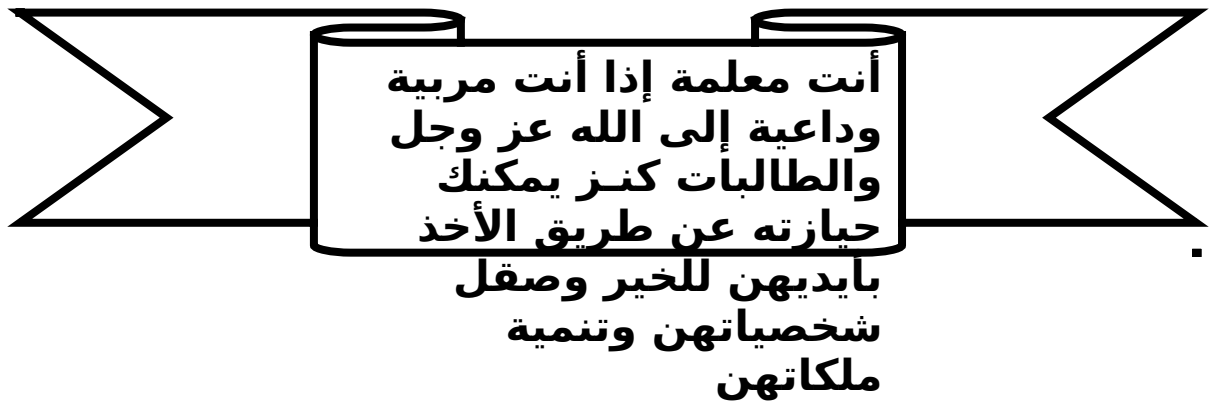 أنت معلمة إذا أنت مربية
وداعية إلى الله عز وجل
والطالبات كنـز يمكنك
حيازته عن طريق الأخذ
بأيديهن للخير وصقل
شخصياتهن وتنمية
ملكاتهن